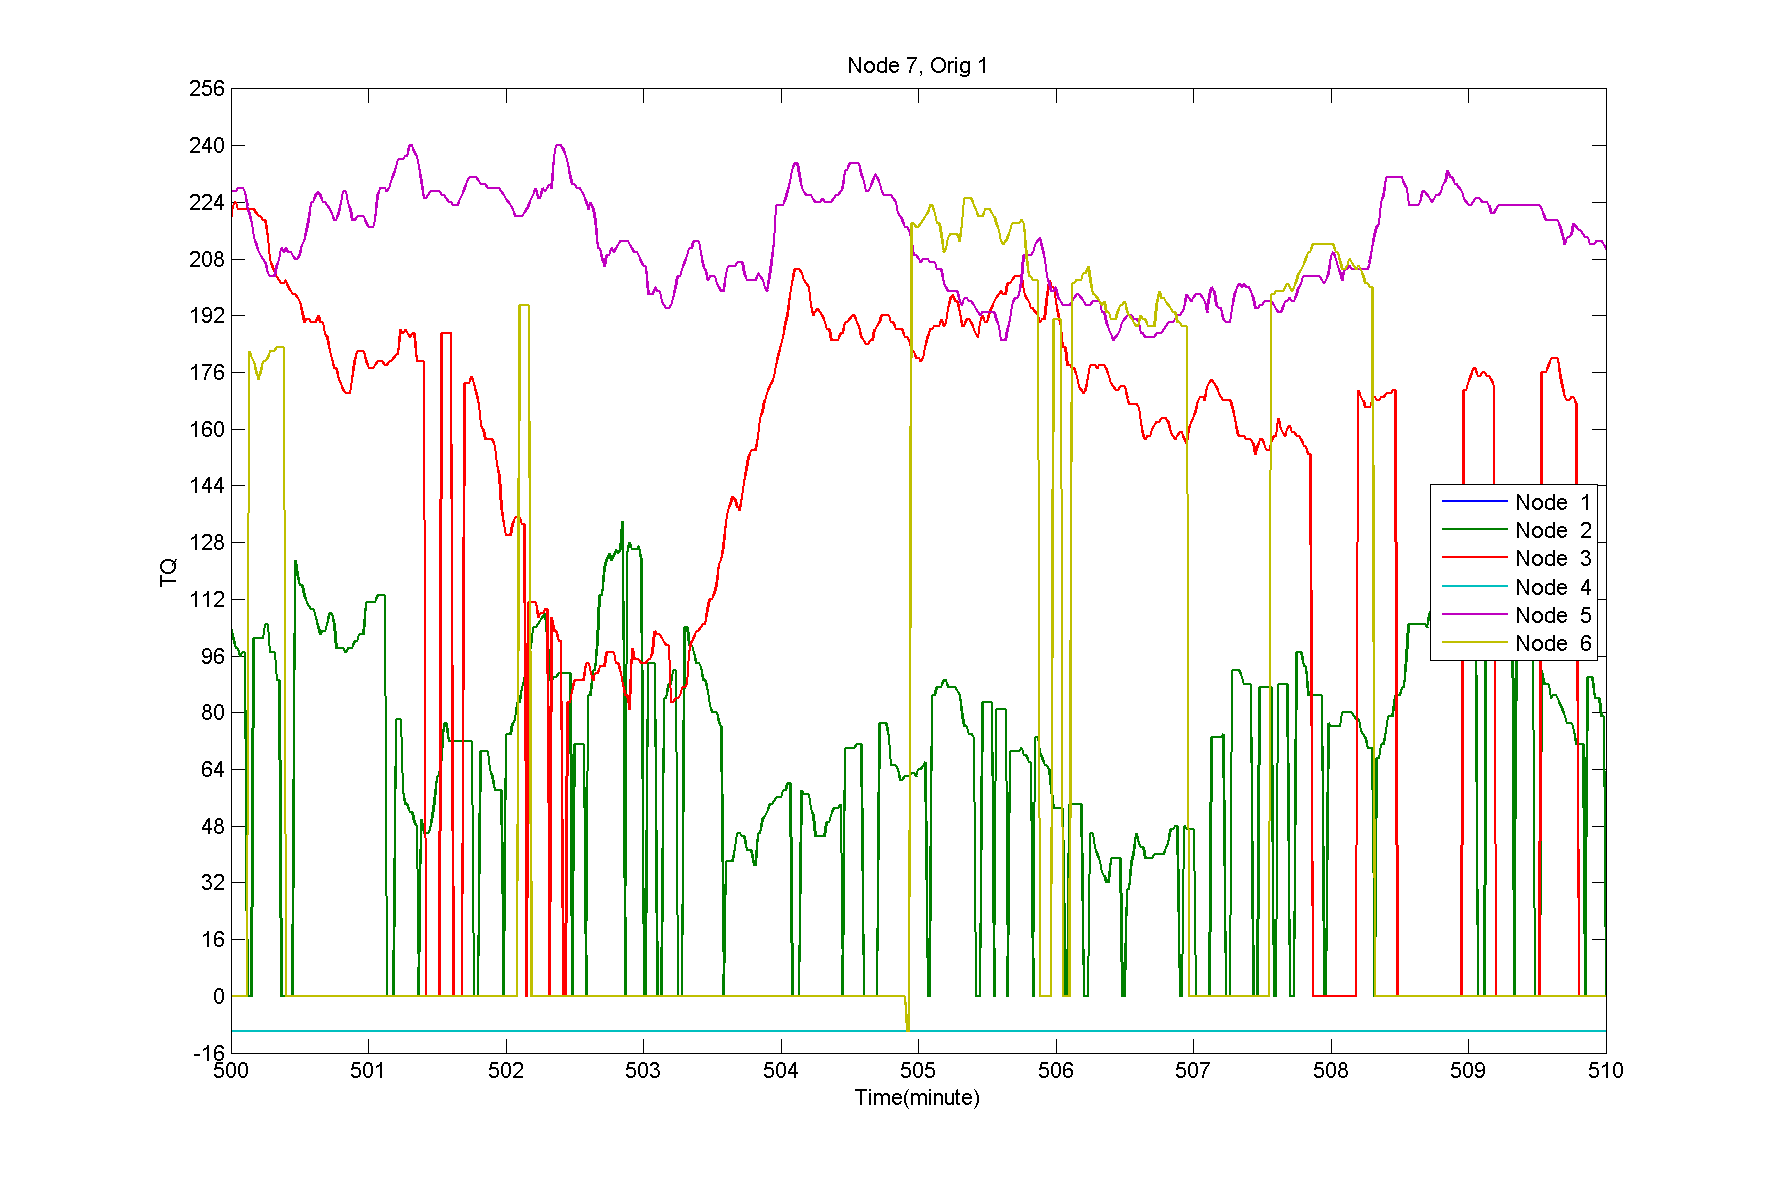 Node 7, Orig 1
256
240
224
208
192
176
160
144
128
112
96
80
64
48
32
16
0
-16
TQ
500 501 502 503 504 505 506 507 508 509 510
Time(minute)
Node 1
Node 2
Node 3
Node 4
Node 5
Node 6